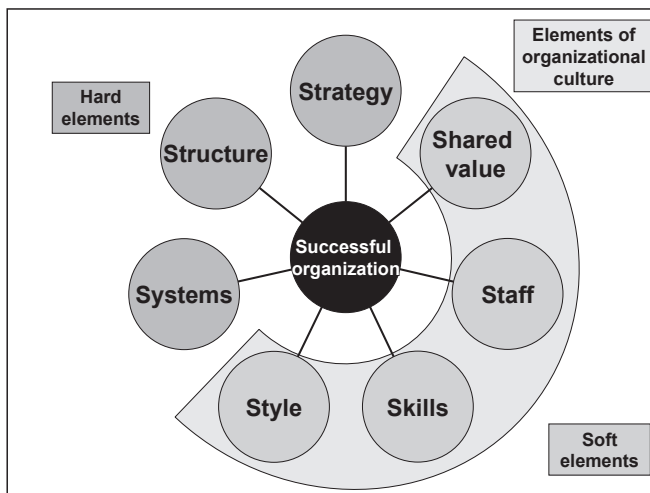 Elements of
organizational
culture
Hard
elements
Strategy
Structure
Shared
value
Successful
organization
Systems
Staff
Style
Skills
Soft
elements